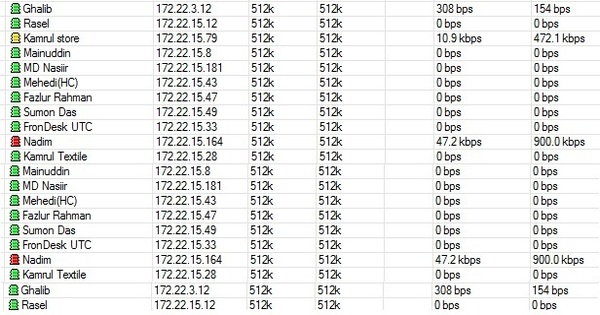 Ghalib 172.22.3.12 512k 512k 308 bps 154 bps
Rasel 172.22.15.12 512k 512k 0 bps 0 bps
Kamrul store 172.22.15.79 512k 512k 10.9 kbps 472.1 kbps
Mainuddin 172.22.15.8 512k 512k 0 bps 0 bps
MD Nasiir 172.22.15.181 512k 512k 0 bps 0 bps
Mehedi(HC) 172.22.15.43 512k 512k 0 bps 0 bps
Fazlur Rahman 172.22.15.47 512k 512k 0 bps 0 bps
Sumon Das 172.22.15.49 512k 512k 0 bps 0 bps
FronDesk UTC 172.22.15.33 512k 512k 0 bps 0 bps
Nadim 172.22.15.164 512k 512k 47.2 kbps 900.0 kbps
Kamrul Textile 172.22.15.28 512k 512k 0 bps 0 bps
Mainuddin 172.22.15.8 512k 512k 0 bps 0 bps
MD Nasiir 172.22.15.181 512k 512k 0 bps 0 bps
Mehedi(HC) 172.22.15.43 512k 512k 0 bps 0 bps
Fazlur Rahman 172.22.15.47 512k 512k 0 bps 0 bps
Sumon Das 172.22.15.49 512k 512k 0 bps 0 bps
FronDesk UTC 172.22.15.33 512k 512k 0 bps 0 bps
Nadim 172.22.15.164 512k 512k 47.2 kbps 900.0 kbps
Kamrul Textile 172.22.15.28 512k 512k 0 bps 0 bps
Ghalib 172.22.3.12 512k 512k 308 bps 154 bps
Rasel 172.22.15.12 512k 512k 0 bps 0 bps